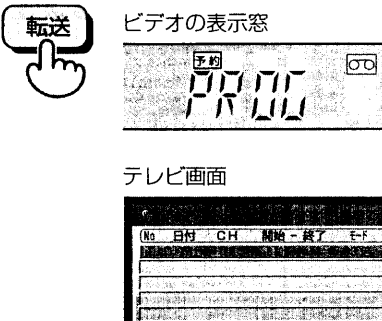 転送
ビデオの表示窓
予約
PROG
テレビ画面
No 日付 CH 開始-終了 モード